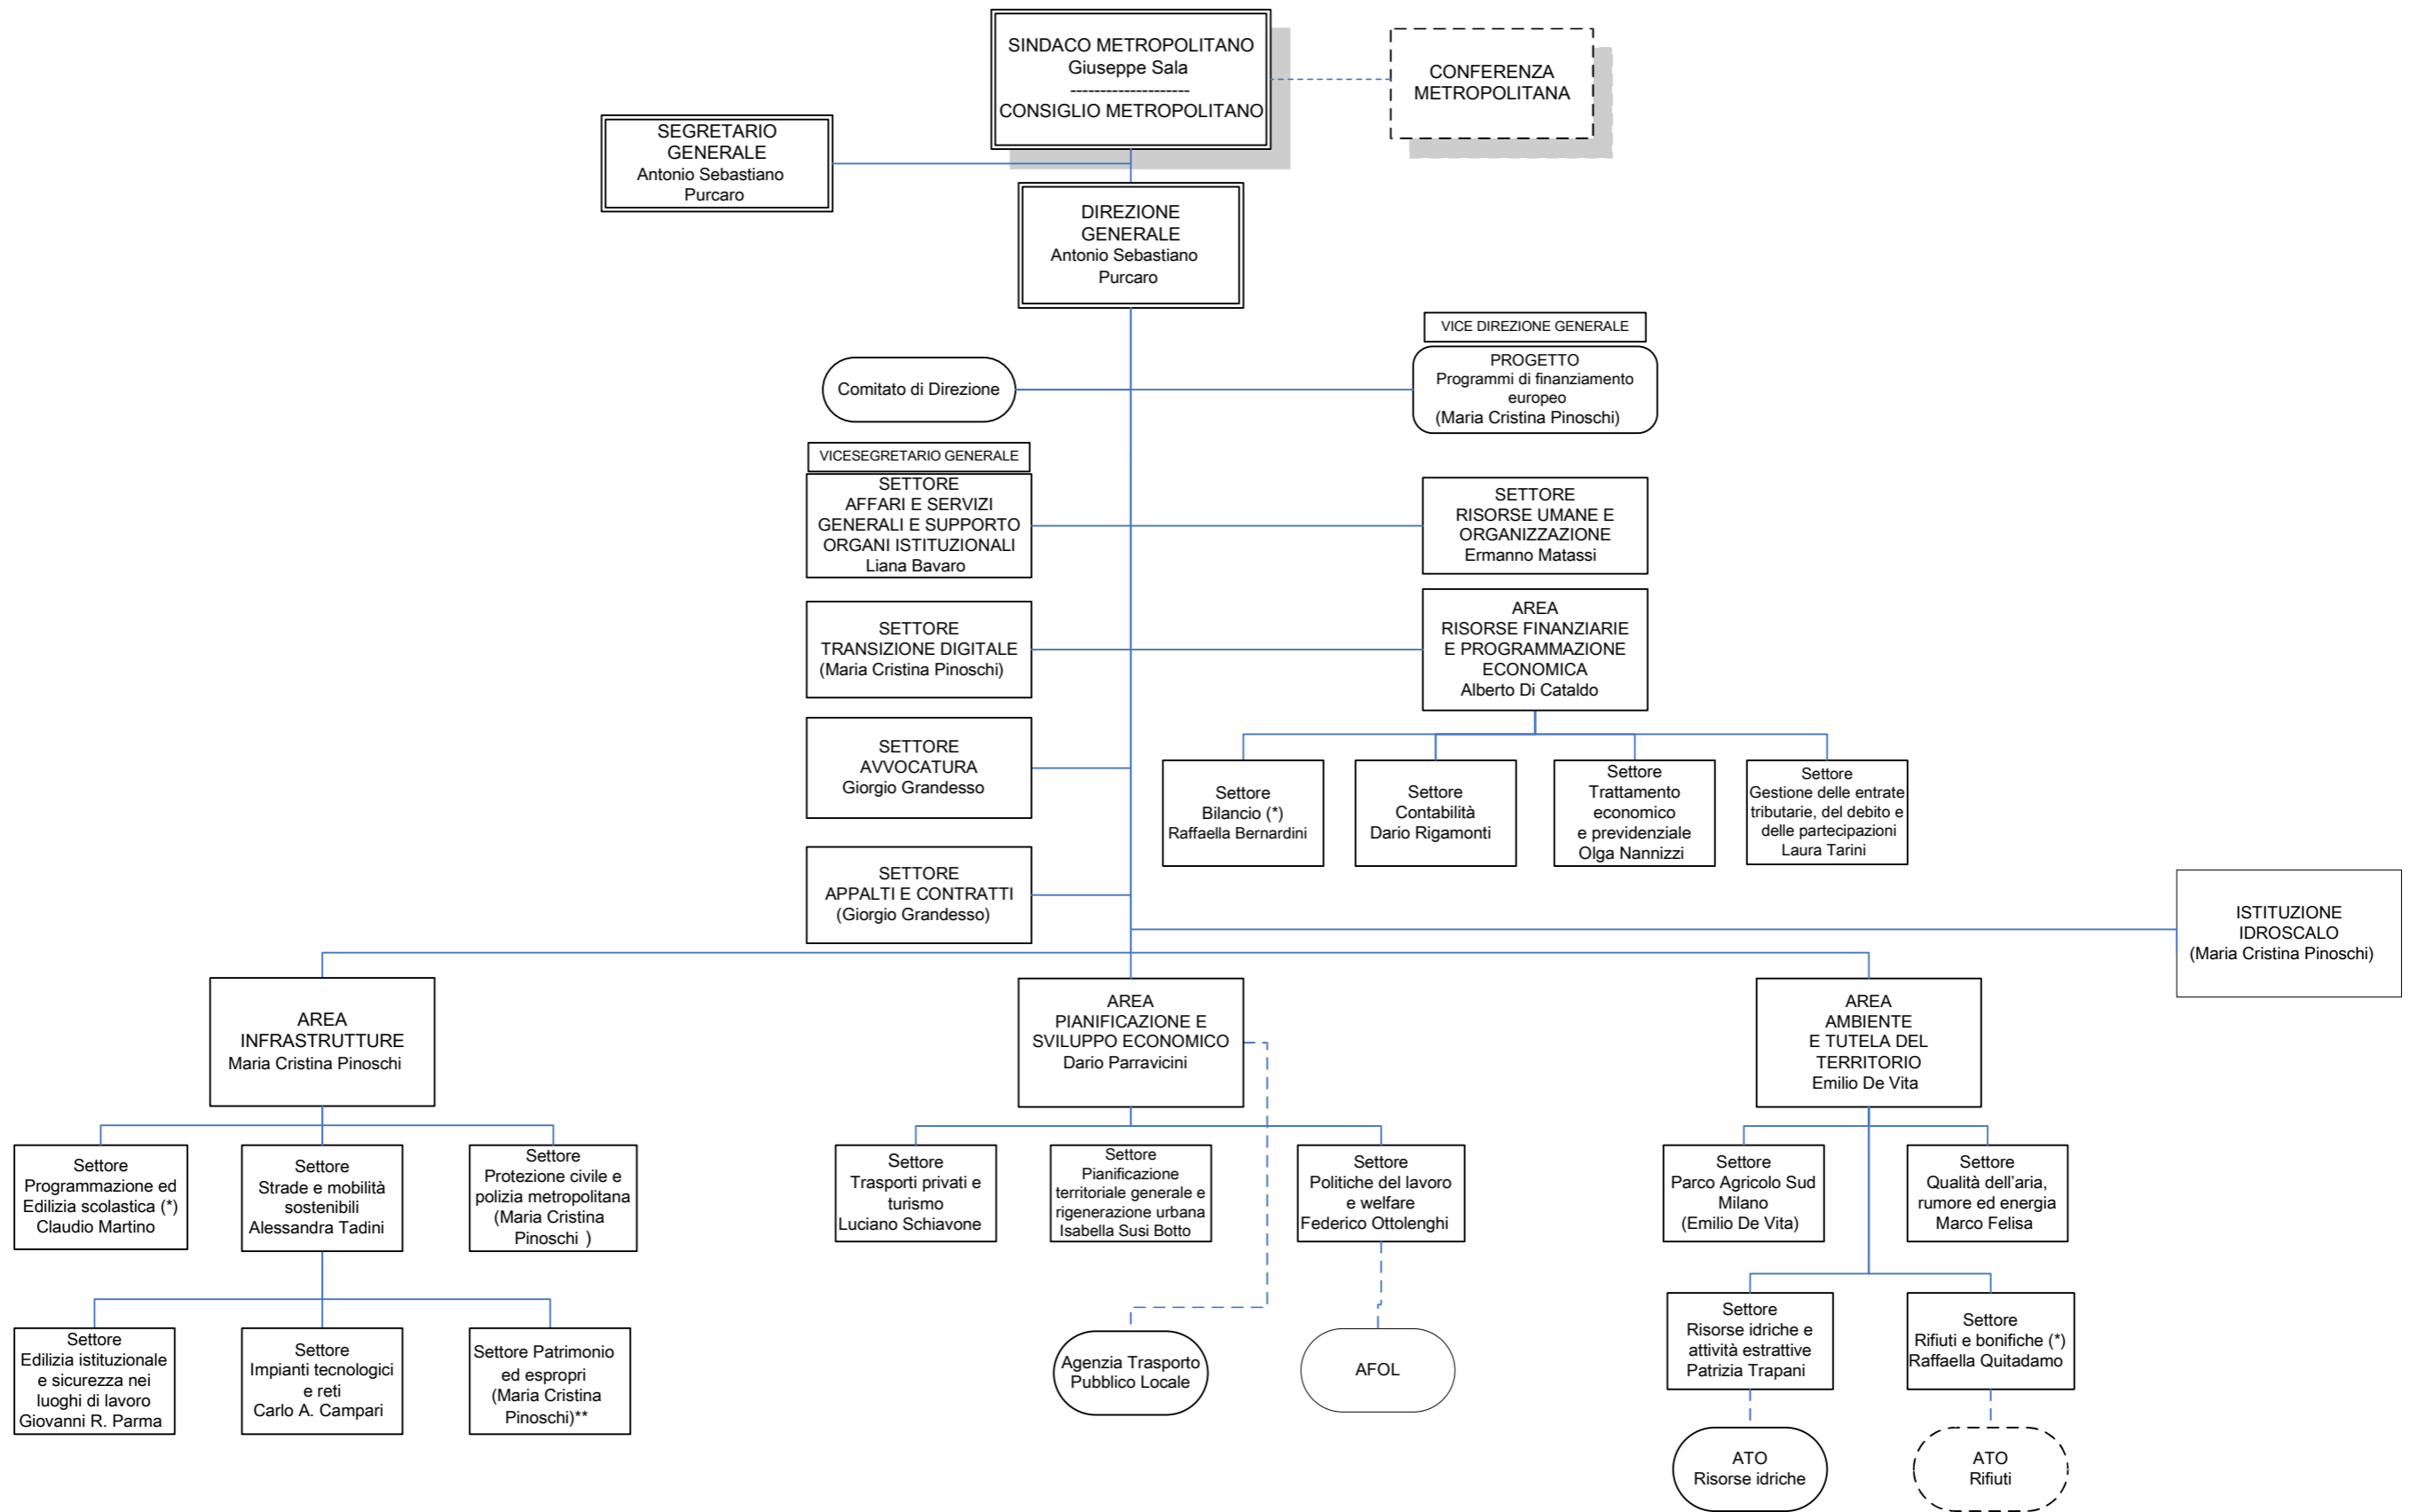 SINDACO METROPOLITANO
Giuseppe Sala
--------------------
CONSIGLIO METROPOLITANO
CONFERENZA
METROPOLITANA
SEGRETARIO
GENERALE
Antonio Sebastiano
Purcaro
DIREZIONE
GENERALE
Antonio Sebastiano
Purcaro
VICE DIREZIONE GENERALE
PROGETTO
Programmi di finanziamento
europeo
(Maria Cristina Pinoschi)
Comitato di Direzione
VICESEGRETARIO GENERALE
SETTORE
AFFARI E SERVIZI
GENERALI E SUPPORTO
ORGANI ISTITUZIONALI
Liana Bavaro
SETTORE
RISORSE UMANE E
ORGANIZZAZIONE
Ermanno Matassi
SETTORE
TRANSIZIONE DIGITALE
(Maria Cristina Pinoschi)
AREA
RISORSE FINANZIARIE
E PROGRAMMAZIONE
ECONOMICA
Alberto Di Cataldo
SETTORE
AVVOCATURA
Giorgio Grandesso
Settore
Bilancio (*)
Raffaella Bernardini
Settore
Contabilità
Dario Rigamonti
Settore
Trattamento
economico
e previdenziale
Olga Nannizzi
Settore
Gestione delle entrate
tributarie, del debito e
delle partecipazioni
Laura Tarini
SETTORE
APPALTI E CONTRATTI
(Giorgio Grandesso)
ISTITUZIONE
IDROSCALO
(Maria Cristina Pinoschi)
AREA
INFRASTRUTTURE
Maria Cristina Pinoschi
AREA
PIANIFICAZIONE E
SVILUPPO ECONOMICO
Dario Parravicini
AREA
AMBIENTE
E TUTELA DEL
TERRITORIO
Emilio De Vita
Settore
Programmazione ed
Edilizia scolastica (*)
Claudio Martino
Settore
Strade e mobilità
sostenibili
Alessandra Tadini
Settore
Protezione civile e
polizia metropolitana
(Maria Cristina
Pinoschi )
Settore
Trasporti privati e
turismo
Luciano Schiavone
Settore
Pianificazione
territoriale generale e
rigenerazione urbana
Isabella Susi Botto
Settore
Politiche del lavoro
e welfare
Federico Ottolenghi
Settore
Parco Agricolo Sud
Milano
(Emilio De Vita)
Settore
Qualità dell'aria,
rumore ed energia
Marco Felisa
Settore
Edilizia istituzionale
e sicurezza nei
luoghi di lavoro
Giovanni R. Parma
Settore
Impianti tecnologici
e reti
Carlo A. Campari
Settore Patrimonio
ed espropri
(Maria Cristina
Pinoschi)**
Agenzia Trasporto
Pubblico Locale
AFOL
Settore
Risorse idriche e
attività estrattive
Patrizia Trapani
Settore
Rifiuti e bonifiche (*)
Raffaella Quitadamo
ATO
Risorse idriche
ATO
Rifiuti